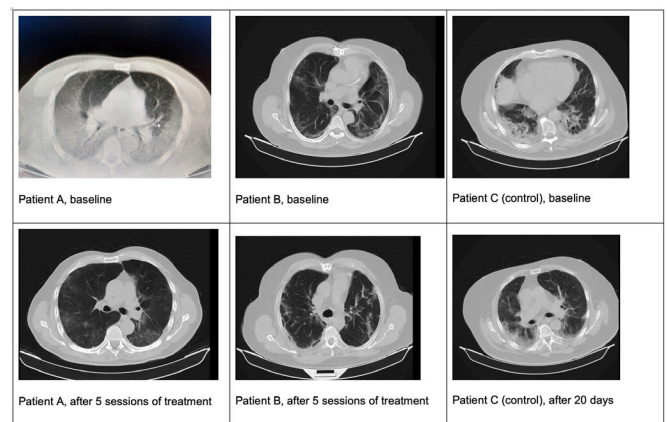 Patient A, baseline
Patient B, baseline
Patient C (control), baseline
Patient A, after 5 sessions of treatment
Patient B, after 5 sessions of treatment
Patient C (control), after 20 days